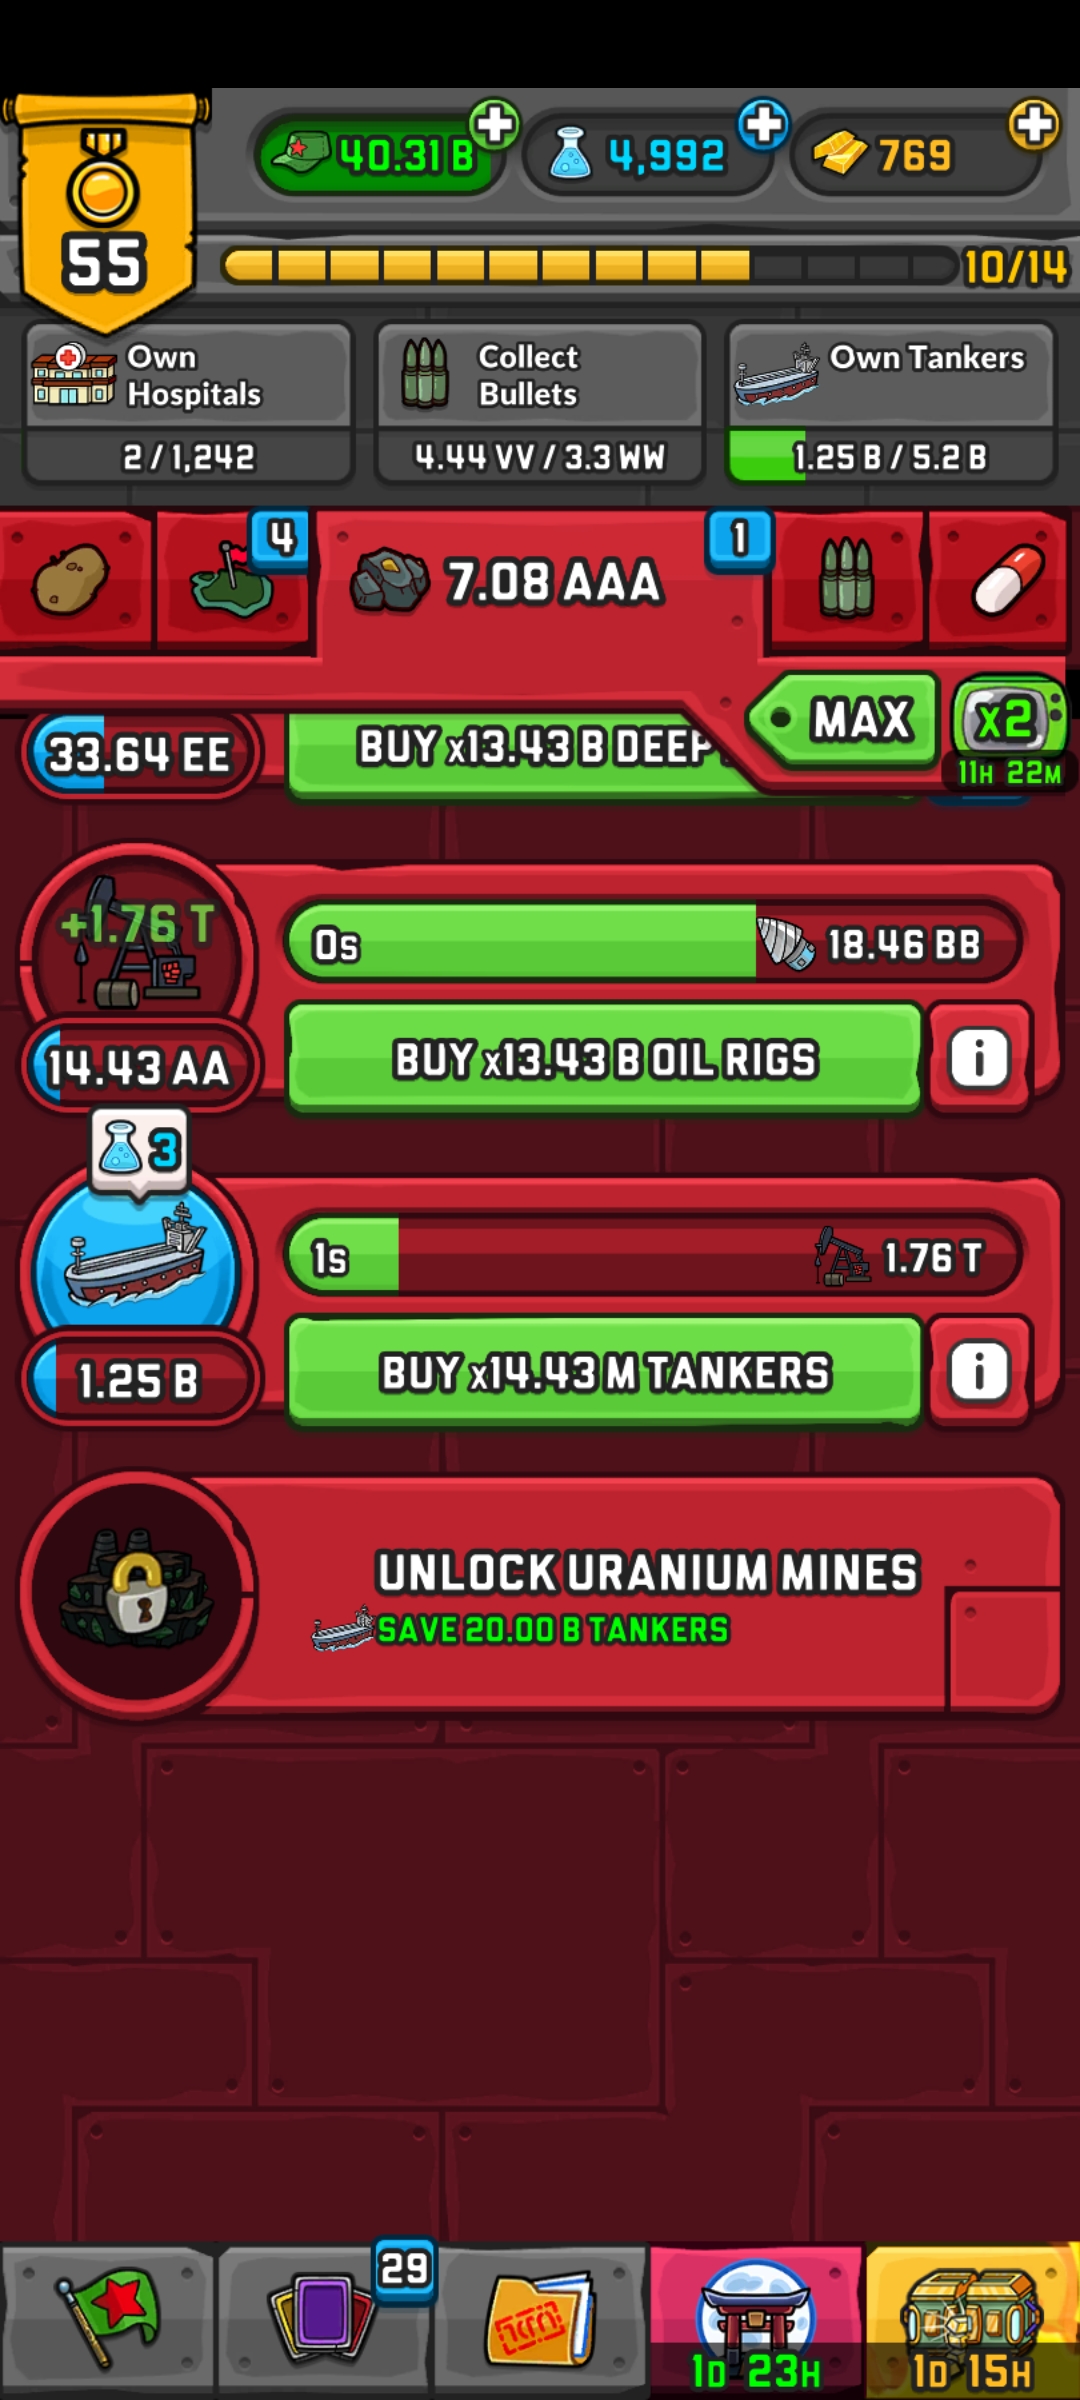 40.31 B
4,992
769
55
10/14
Own
Hospitals
2 / 1,242
Collect
Bullets
4.44 VV / 3.3 WW
Own Tankers
1.25 B / 5.2 B
4
7.08 AAA
1
MAX
x2
11H 22M
33.64 EE
BUY x13.43 B DEEP
+1.76 T
0s
18.46 BB
14.43 AA
BUY x13.43 B OIL RIGS
i
3
1s
1.76 T
1.25 B
BUY x14.43 M TANKERS
i
UNLOCK URANIUM MINES
SAVE 20.00 B TANKERS
29
1D 23H
1D 15H